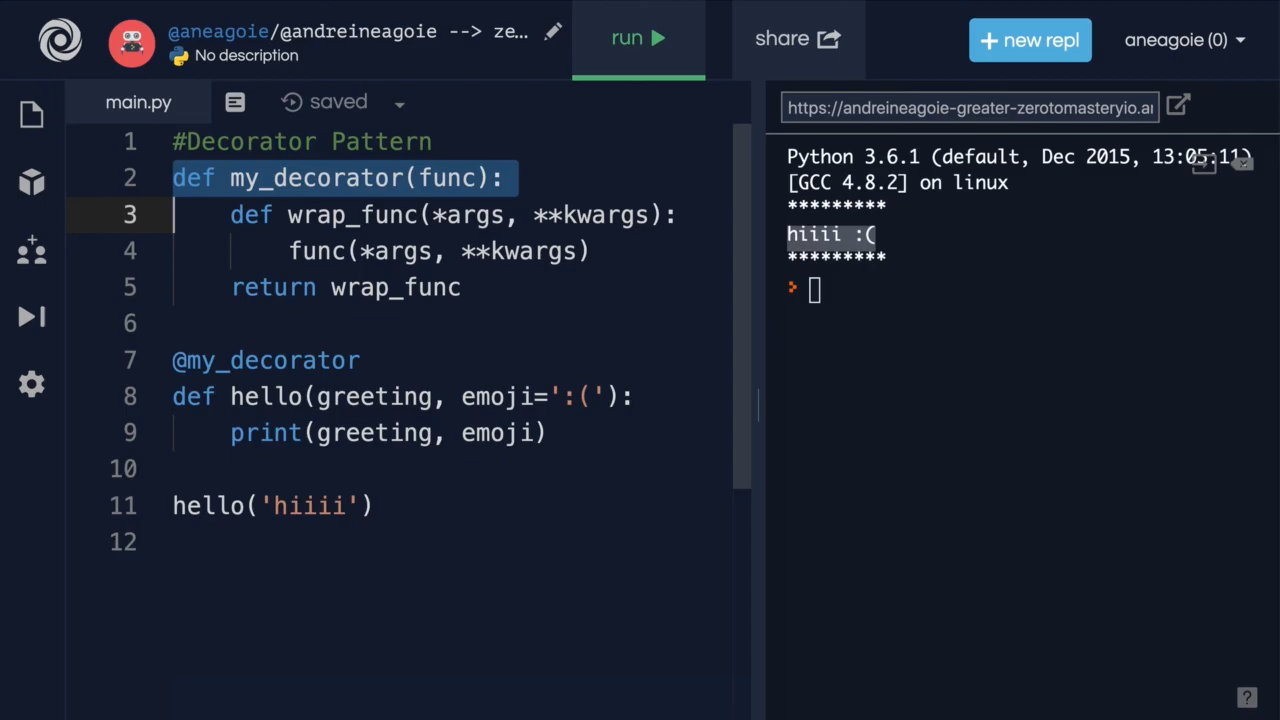 @aneagoie/@andreineagoie --> ze...
No description
run
share
+ new repl
aneagoie (0)
main.py
saved
https://andreineagoie-greater-zerotomasteryio.ar
1 #Decorator Pattern
2 def my_decorator(func):
3     def wrap_func(*args, **kwargs):
4         func(*args, **kwargs)
5     return wrap_func
6
7 @my_decorator
8 def hello(greeting, emoji=':('):
9     print(greeting, emoji)
10
11 hello('hiiii')
12
Python 3.6.1 (default, Dec 2015, 13:05:11)
[GCC 4.8.2] on linux
*********
hiiii :(
*********
?